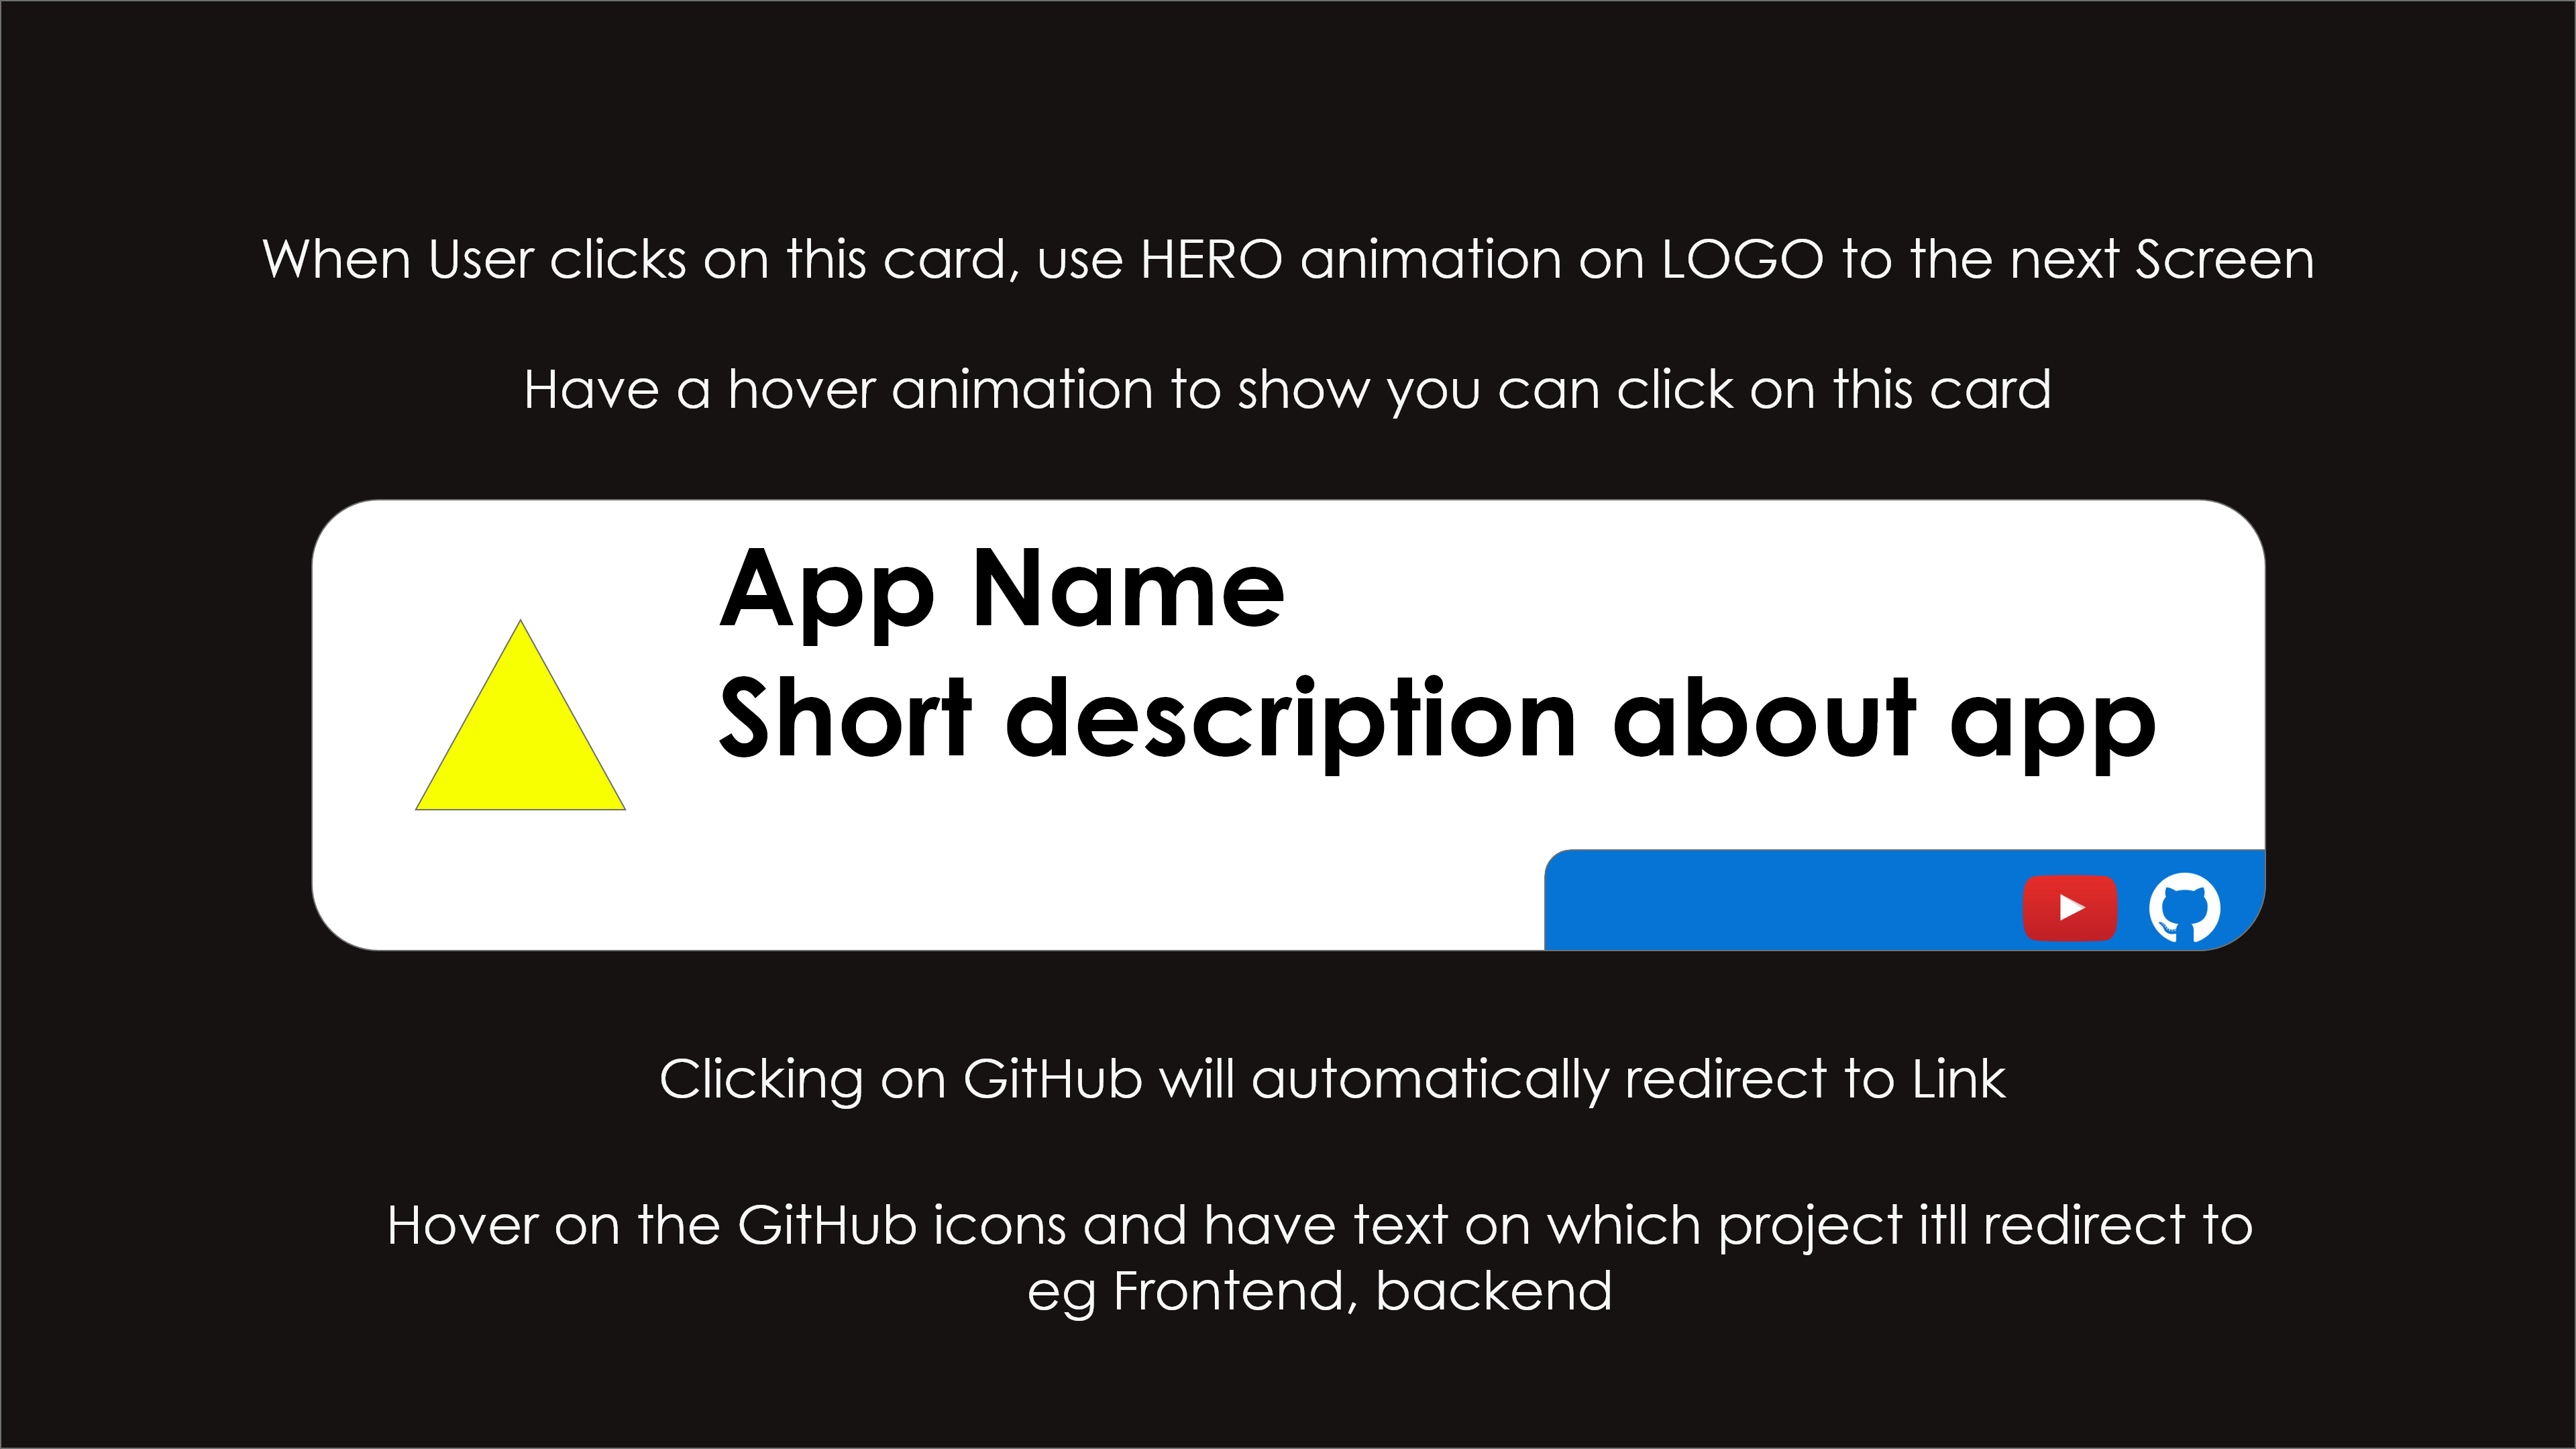 When User clicks on this card, use HERO animation on LOGO to the next Screen
Have a hover animation to show you can click on this card
App Name
Short description about app
Clicking on GitHub will automatically redirect to Link
Hover on the GitHub icons and have text on which project itll redirect to
eg Frontend, backend